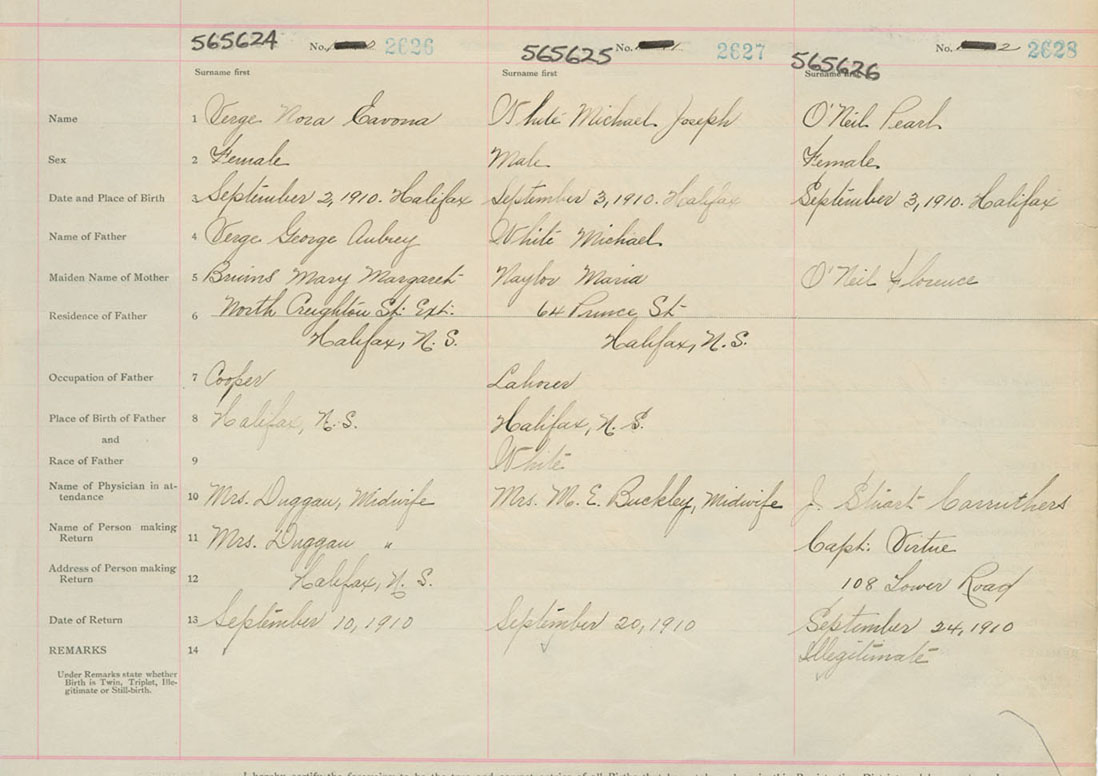 565624 No. 2626 565625 No. 2627 565626 No. 2 2628
Surname first Surname first Surname first
Name 1 Verge Nora Eavona White Michael Joseph O'Neil Pearl
Sex 2 Female Male Female
Date and Place of Birth 3 September 2, 1910. Halifax September 3, 1910. Halifax September 3, 1910. Halifax
Name of Father 4 Verge George Aubrey White Michael
Maiden Name of Mother 5 Bruins Mary Margaret Naylor Maria O'Neil Florence
Residence of Father 6 North Creighton St. Ext. 64 Prince St
Halifax, N.S. Halifax, N.S.
Occupation of Father 7 Cooper Laborer
Place of Birth of Father 8 Halifax, N.S. Halifax, N.S.
and
Race of Father 9 White
Name of Physician in at-
tendance 10 Mrs. Duggan, Midwife Mrs. M. E. Buckley, Midwife J. Stuart Carruthers
Name of Person making
Return 11 Mrs. Duggan " Capt. Virtue
Address of Person making
Return 12 Halifax, N.S. 108 Lower Road
Date of Return 13 September 10, 1910 September 20, 1910 September 24, 1910
REMARKS 14 Illegitimate
Under Remarks state whether
Birth is Twin, Triplet, Ille-
gitimate or Still-birth.